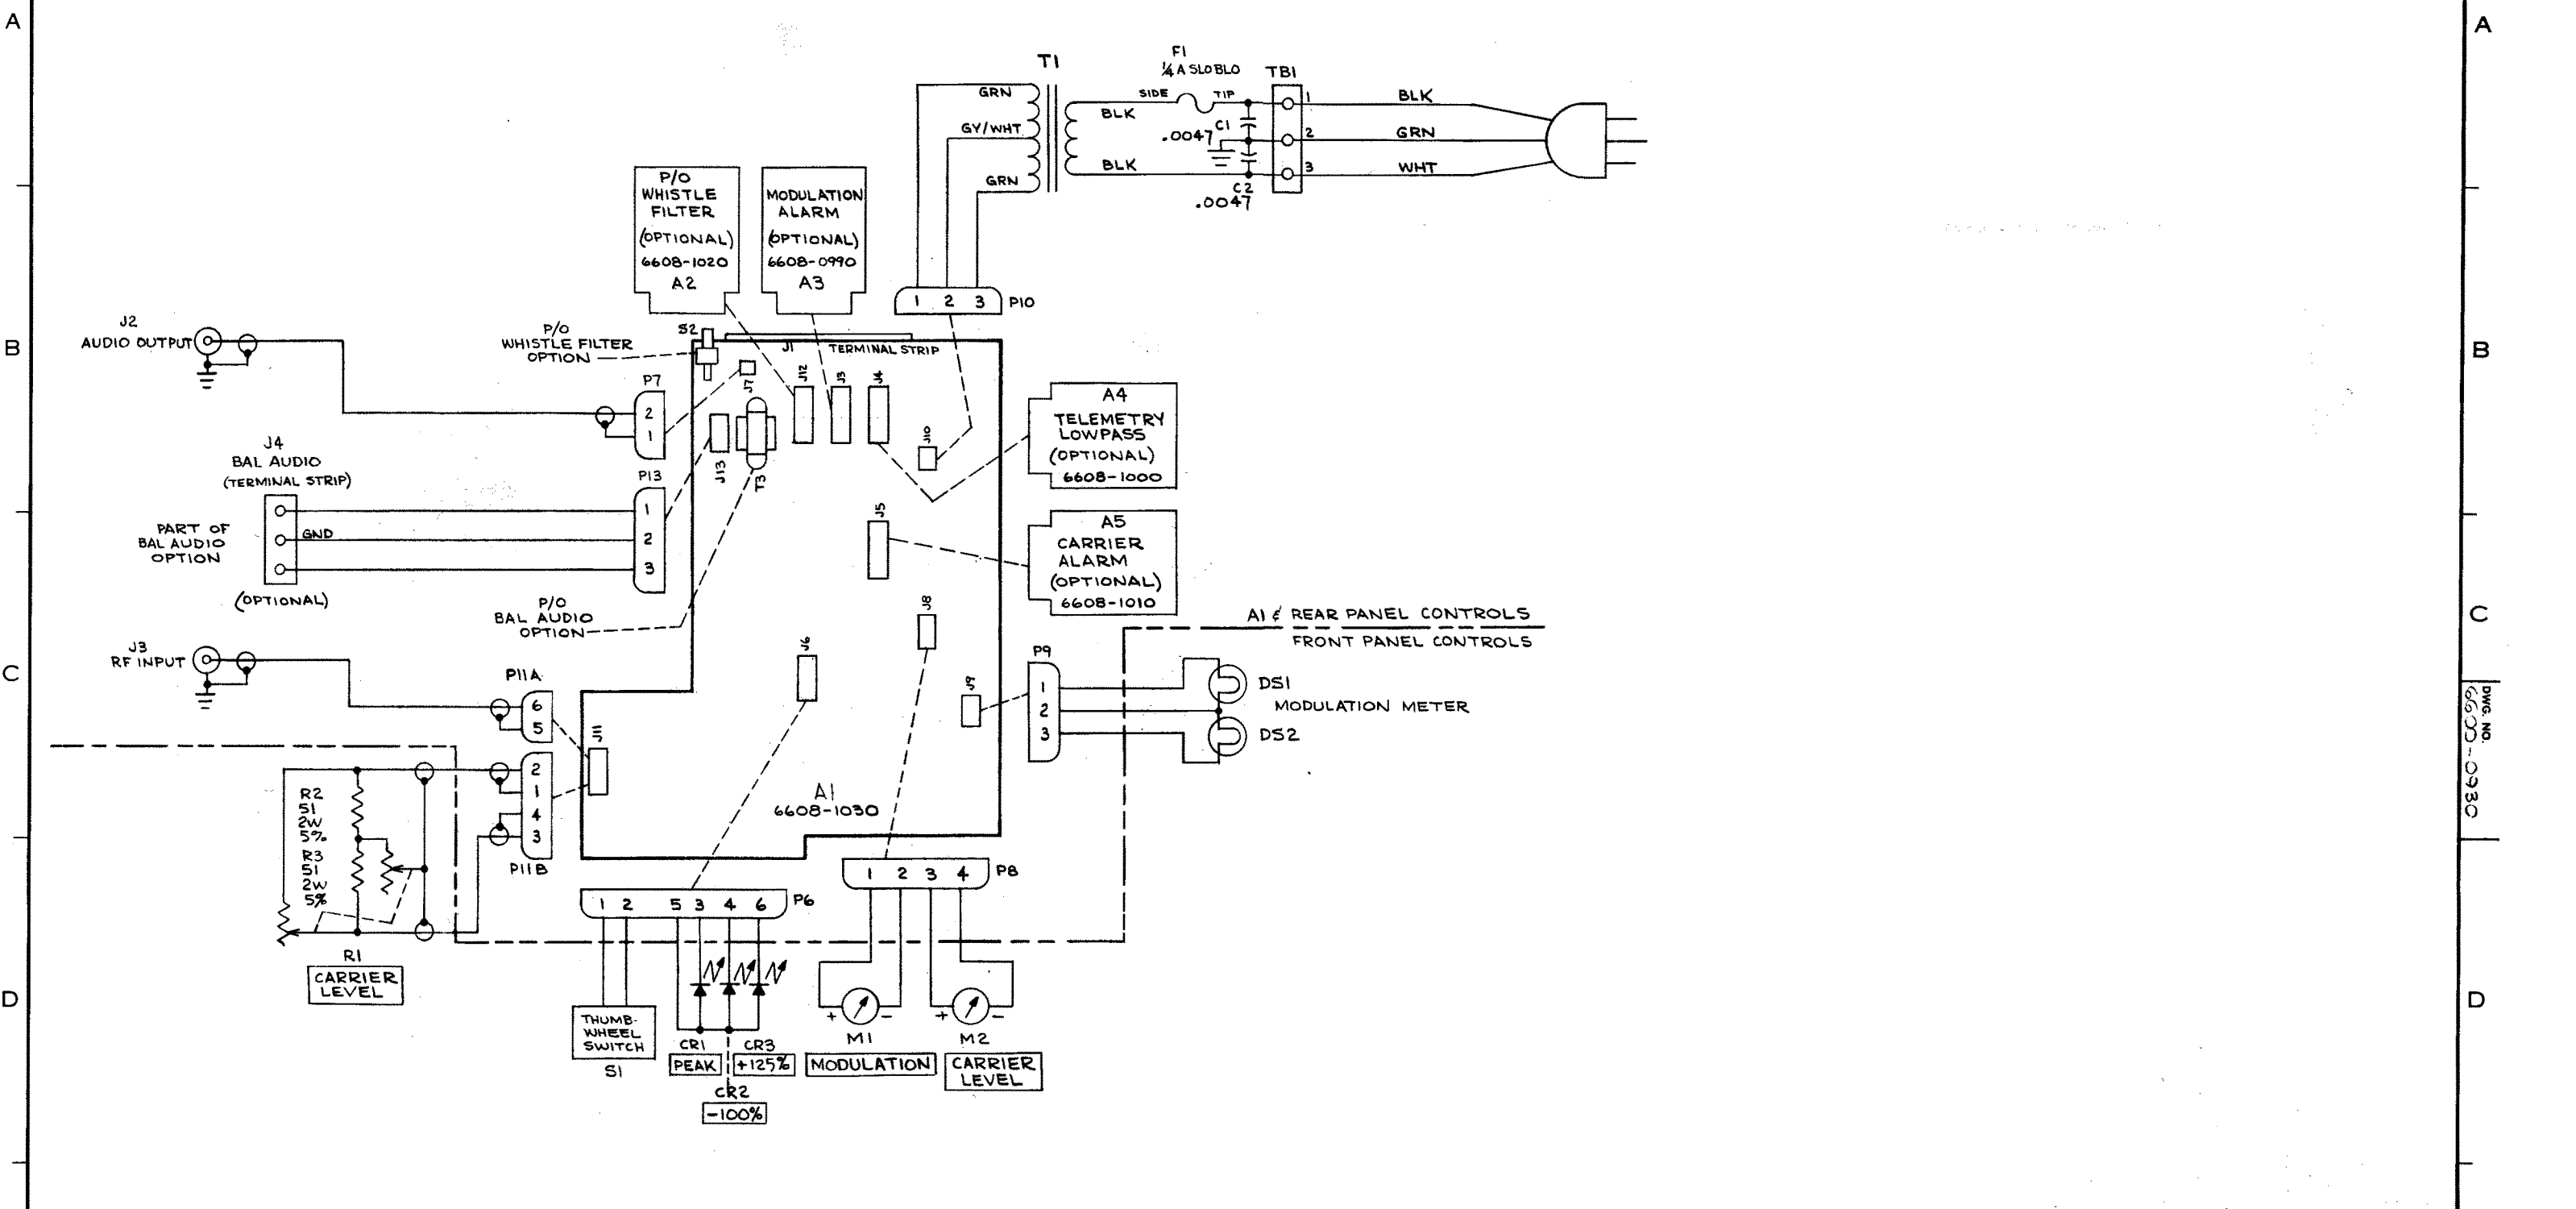 A
A
T1
F1
¼ A SLO BLO
TB1
GRN
SIDE
TIP
1
BLK
BLK
GY/WHT
C1
.0047
2
GRN
GRN
BLK
3
WHT
C2
.0047
P/O
WHISTLE
FILTER
(OPTIONAL)
6608-1020
A2
MODULATION
ALARM
(OPTIONAL)
6608-0990
A3
1 2 3
P10
J2
AUDIO OUTPUT
B
B
P/O
WHISTLE FILTER
OPTION
S2
J1
TERMINAL STRIP
P7
2
1
J7
J12
J3
J4
J10
J13
T3
A4
TELEMETRY
LOWPASS
(OPTIONAL)
6608-1000
J4
BAL AUDIO
(TERMINAL STRIP)
P13
1
2
3
GND
PART OF
BAL AUDIO
OPTION
(OPTIONAL)
J5
A5
CARRIER
ALARM
(OPTIONAL)
6608-1010
P/O
BAL AUDIO
OPTION
J8
A1 & REAR PANEL CONTROLS
FRONT PANEL CONTROLS
C
C
J3
RF INPUT
J6
P9
1
2
3
J9
DS1
MODULATION METER
DS2
P11A
6
5
J11
DWG. NO.
6600-0980
2
1
4
3
P11B
A1
6608-1030
R2
51
2W
5%
R3
51
2W
5%
1 2 3 4
P8
1 2 5 3 4 6
P6
R1
CARRIER
LEVEL
D
D
THUMB-
WHEEL
SWITCH
S1
CR1
PEAK
CR3
+125%
CR2
-100%
+ -
M1
MODULATION
+ -
M2
CARRIER
LEVEL